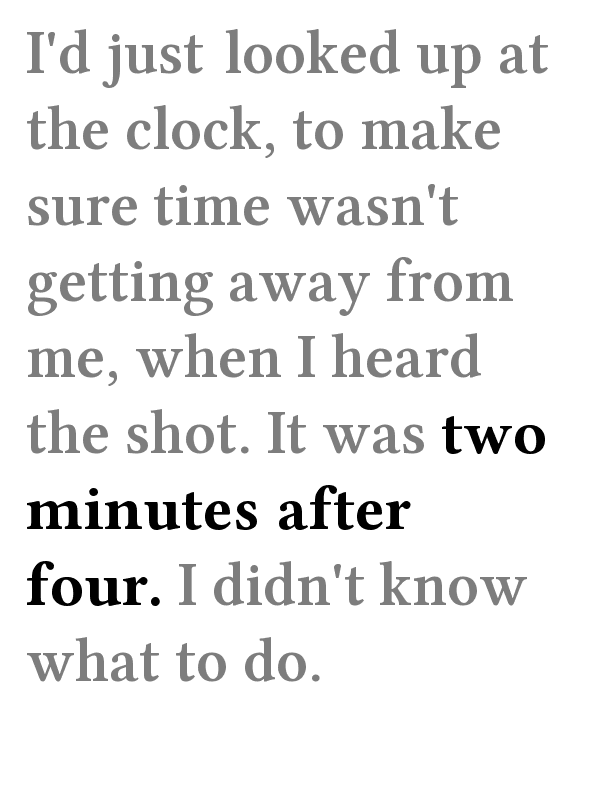 I'd just looked up at
the clock, to make
sure time wasn't
getting away from
me, when I heard
the shot. It was two
minutes after
four. I didn't know
what to do.